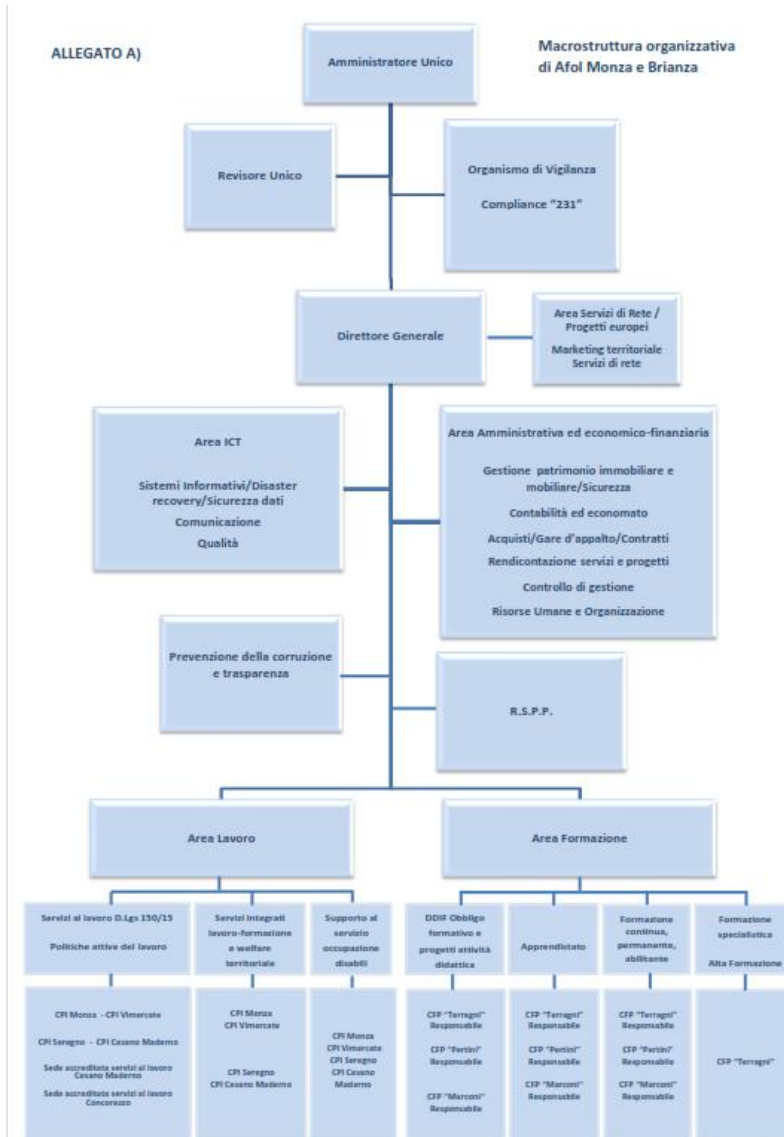 ALLEGATO A)
Macrostruttura organizzativa
di Afol Monza e Brianza
Amministratore Unico
Revisore Unico
Organismo di Vigilanza
Compliance "231"
Direttore Generale
Area Servizi di Rete /
Progetti europei
Marketing territoriale
Servizi di rete
Area ICT
Sistemi Informativi/Disaster
recovery/Sicurezza dati
Comunicazione
Qualità
Area Amministrativa ed economico-finanziaria
Gestione patrimonio immobiliare e
mobiliare/Sicurezza
Contabilità ed economato
Acquisti/Gare d'appalto/Contratti
Rendicontazione servizi e progetti
Controllo di gestione
Risorse Umane e Organizzazione
Prevenzione della corruzione
e trasparenza
R.S.P.P.
Area Lavoro
Area Formazione
Servizi al lavoro D.Lgs 150/15
Politiche attive del lavoro
Servizi integrati
lavoro-formazione
e welfare
territoriale
Supporto al
servizio
occupazione
disabili
DDIF Obbligo
formativo e
progetti attività
didattica
Apprendistato
Formazione
continua,
permanente,
abilitante
Formazione
specialistica
Alta Formazione
CPI Monza - CPI Vimercate
CPI Seregno - CPI Cesano Maderno
Sede accreditata servizi al lavoro
Cesano Maderno
Sede accreditata servizi al lavoro
Concorezzo
CPI Monza
CPI Vimercate
CPI Seregno
CPI Cesano Maderno
CPI Monza
CPI Vimercate
CPI Seregno
CPI Cesano
Maderno
CFP "Terragni"
Responsabile
CFP "Pertini"
Responsabile
CFP "Marconi"
Responsabile
CFP "Terragni"
Responsabile
CFP "Pertini"
Responsabile
CFP "Marconi"
Responsabile
CFP "Terragni"
Responsabile
CFP "Pertini"
Responsabile
CFP "Marconi"
Responsabile
CFP "Terragni"